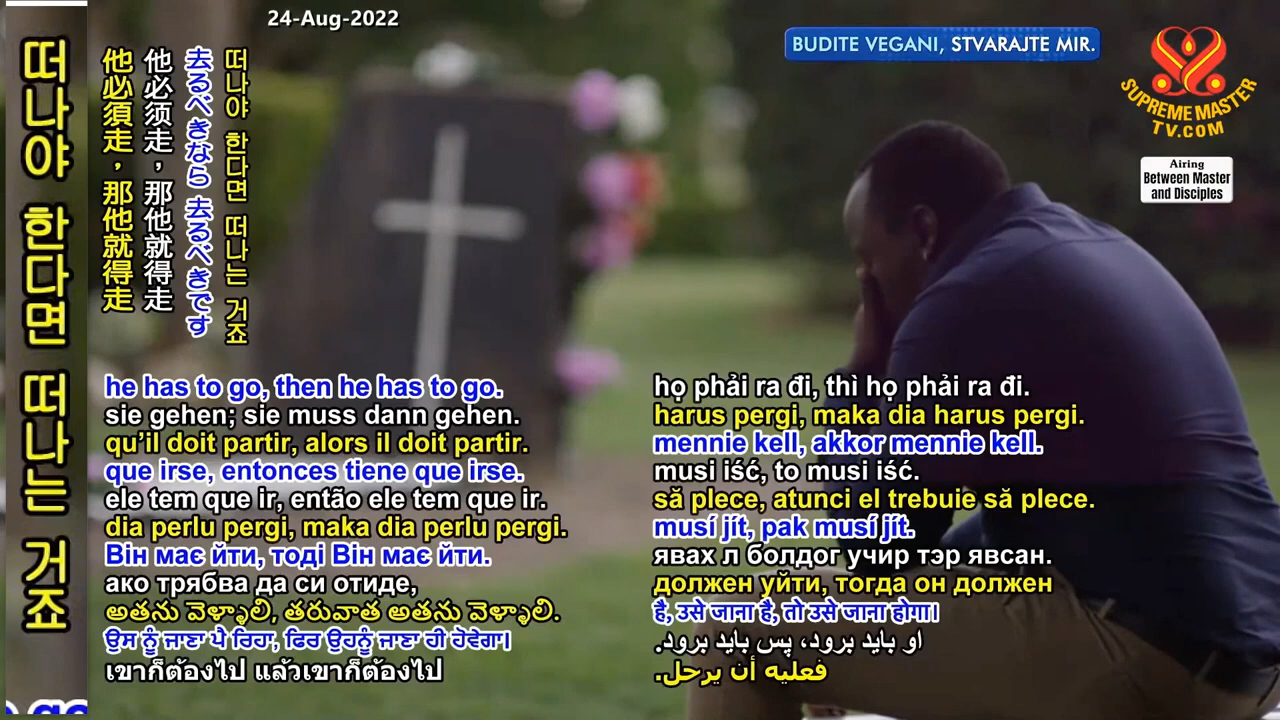 24-Aug-2022
BUDITE VEGANI, STVARAJTE MIR.
SUPREME MASTER
TV.COM
Airing
Between Master
and Disciples
떠나야 한다면 떠나는 거죠
他必須走，那他就得走
他必须走，那他就得走
去るべきなら 去るべきです
떠나야 한다면 떠나는 거죠
he has to go, then he has to go.
sie gehen; sie muss dann gehen.
qu’il doit partir, alors il doit partir.
que irse, entonces tiene que irse.
ele tem que ir, então ele tem que ir.
dia perlu pergi, maka dia perlu pergi.
Він має йти, тоді Він має йти.
ако трябва да си отиде,
అతను వెళ్ళాలి, తరువాత అతను వెళ్ళాలి.
ਉਸ ਨੂੰ ਜਾਣਾ ਪੈ ਰਿਹਾ, ਫਿਰ ਉਹਨੂੰ ਜਾਣਾ ਹੀ ਹੋਵੇਗਾ।
เขาก็ต้องไป แล้วเขาก็ต้องไป
họ phải ra đi, thì họ phải ra đi.
harus pergi, maka dia harus pergi.
mennie kell, akkor mennie kell.
musi iść, to musi iść.
să plece, atunci el trebuie să plece.
musí jít, pak musí jít.
явах л болдог учир тэр явсан.
должен уйти, тогда он должен
है, उसे जाना है, तो उसे जाना होगा।
او باید برود، پس باید برود.
فعليه أن يرحل.